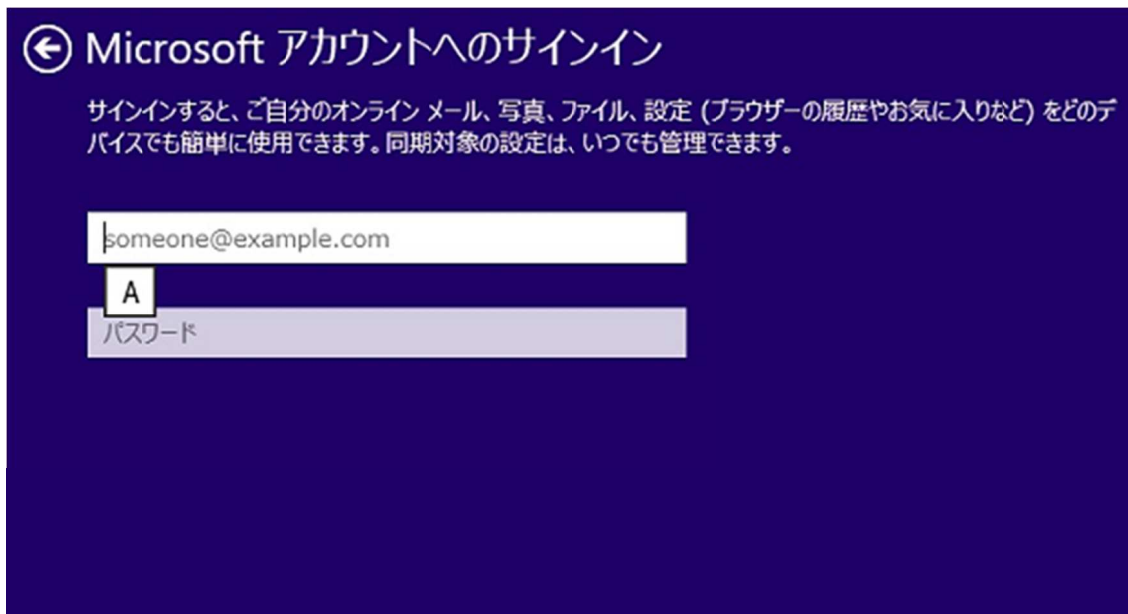 Microsoft アカウントへのサインイン
サインインすると、ご自分のオンライン メール、写真、ファイル、設定 (ブラウザーの履歴やお気に入りなど) をどのデ
バイスでも簡単に使用できます。同期対象の設定は、いつでも管理できます。
someone@example.com
A
パスワード